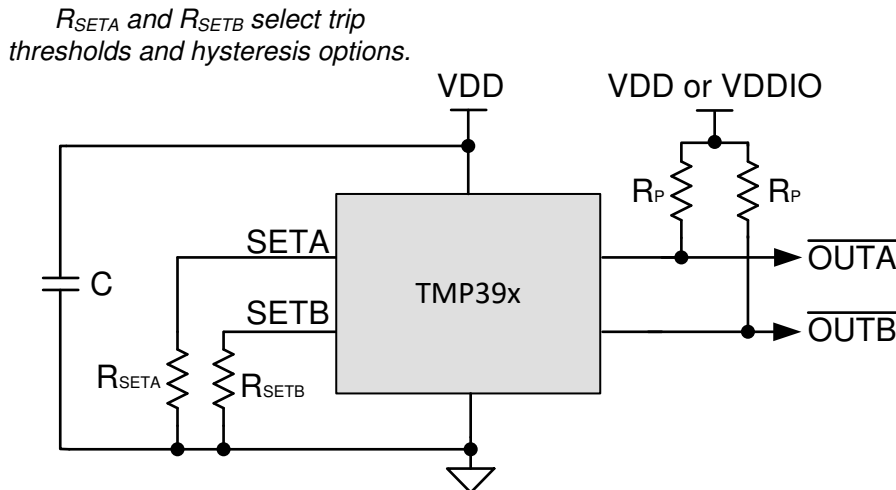 RSETA and RSETB select trip
thresholds and hysteresis options.
VDD
VDD or VDDIO
RP
RP
SETA
OUTA
C
TMP39x
SETB
OUTB
RSETA
RSETB